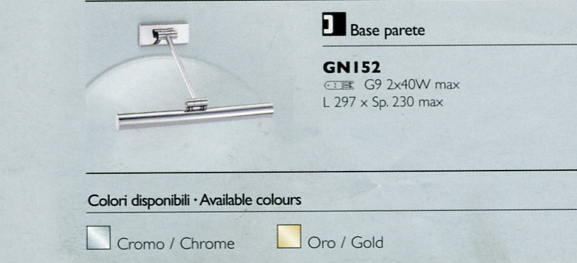 Base parete
GN152
G9 2x40W max
L 297 x Sp. 230 max
Colori disponibili · Available colours
Cromo / Chrome
Oro / Gold